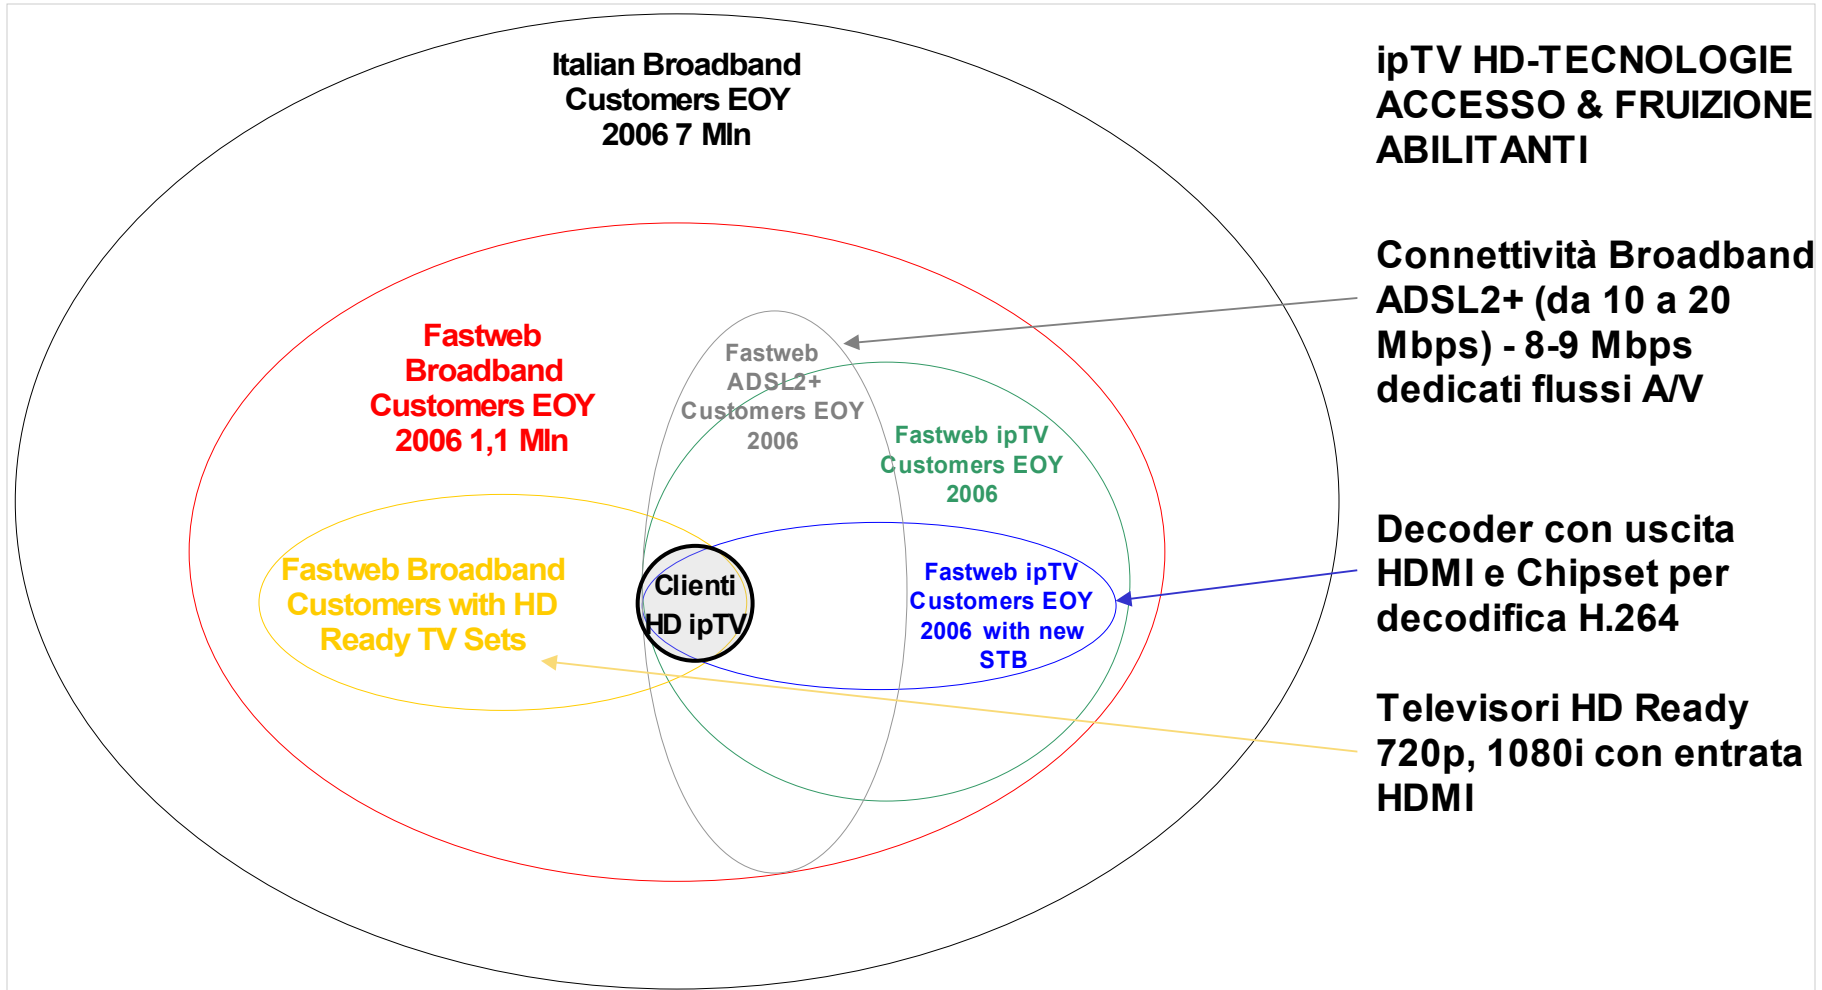 Italian Broadband
Customers EOY
2006 7 Mln
Fastweb
Broadband
Customers EOY
2006 1,1 Mln
Fastweb
ADSL2+
Customers EOY
2006
Fastweb ipTV
Customers EOY
2006
Fastweb Broadband
Customers with HD
Ready TV Sets
Clienti
HD ipTV
Fastweb ipTV
Customers EOY
2006 with new
STB
ipTV HD-TECNOLOGIE
ACCESSO & FRUIZIONE
ABILITANTI
Connettività Broadband
ADSL2+ (da 10 a 20
Mbps) - 8-9 Mbps
dedicati flussi A/V
Decoder con uscita
HDMI e Chipset per
decodifica H.264
Televisori HD Ready
720p, 1080i con entrata
HDMI